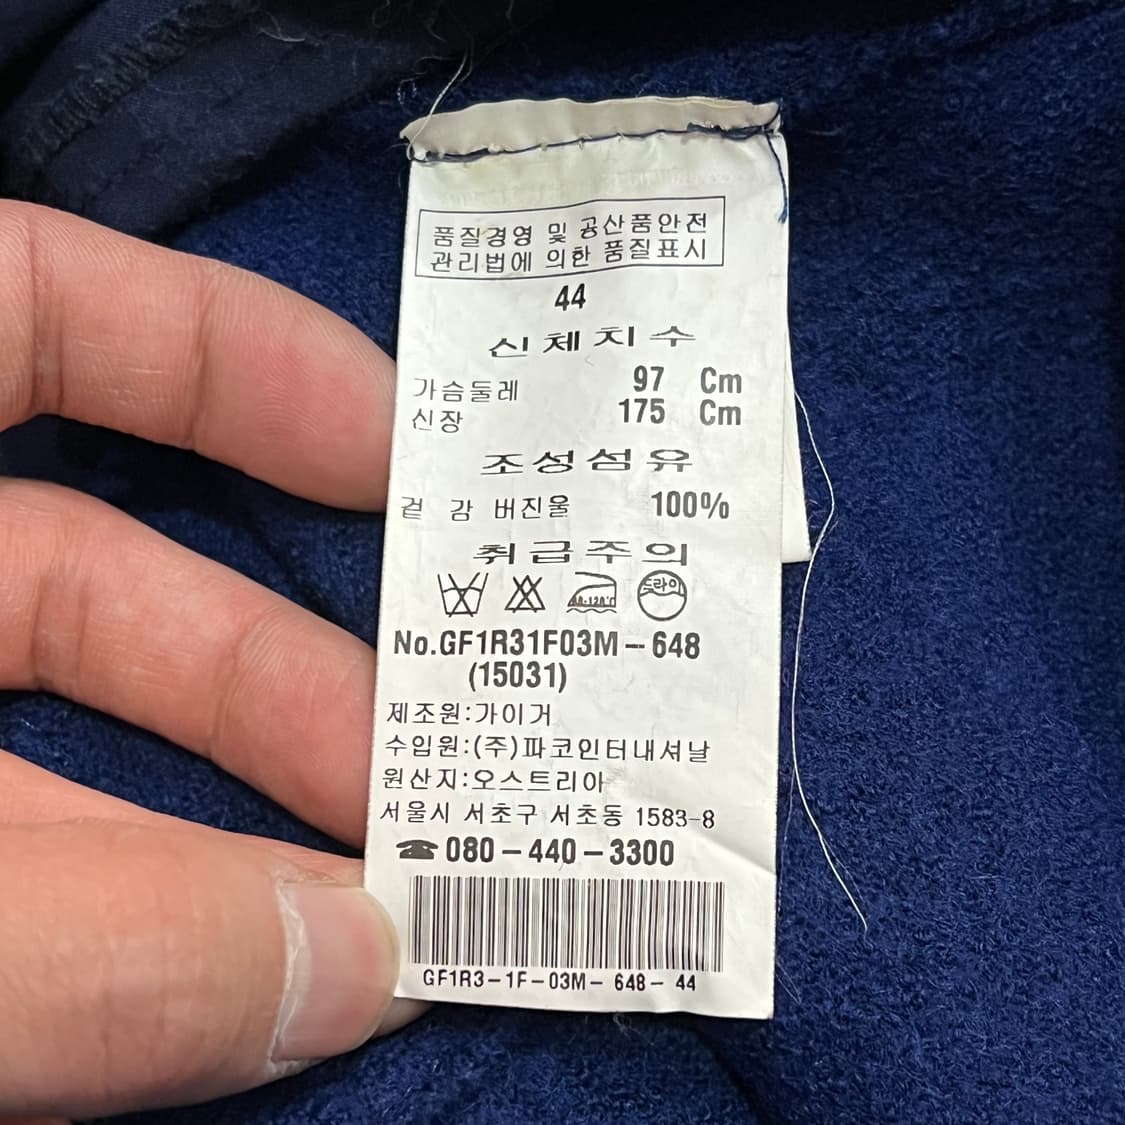 품질경영 및 공산품안전
관리법에 의한 품질표시
44
신체치수
가슴둘레 97 Cm
신장 175 Cm
조성섬유
겉 감 버진울 100%
취급주의
드라이
No.GF1R31F03M-648
(15031)
제조원:가이거
수입원:(주)파코인터내셔날
원산지:오스트리아
서울시 서초구 서초동 1583-8
☎080-440-3300
GF1R3-1F-03M- 648- 44